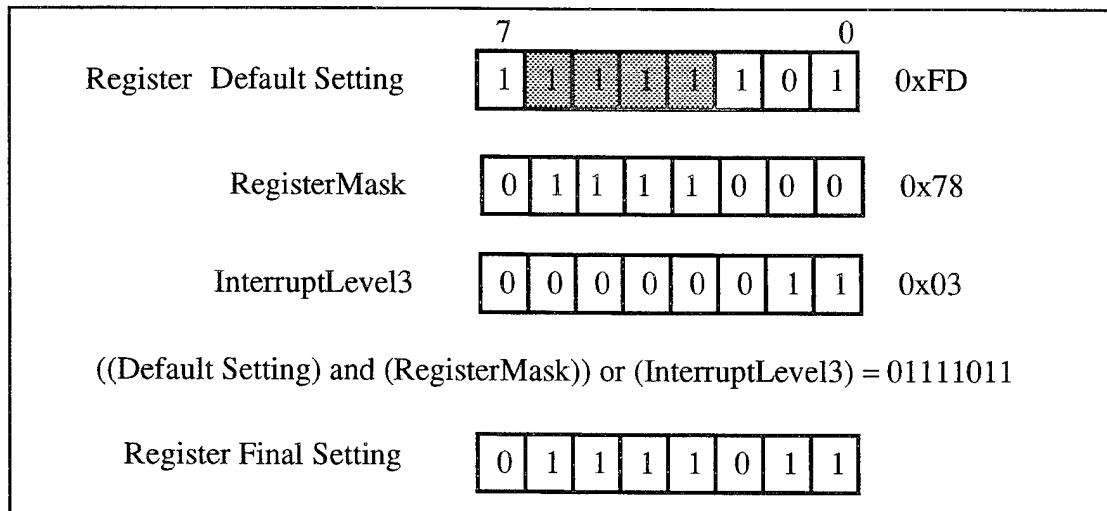 7 0
Register Default Setting 1 1 1 1 1 1 0 1 0xFD
RegisterMask 0 1 1 1 1 0 0 0 0x78
InterruptLevel3 0 0 0 0 0 0 1 1 0x03
((Default Setting) and (RegisterMask)) or (InterruptLevel3) = 01111011
Register Final Setting 0 1 1 1 1 0 1 1